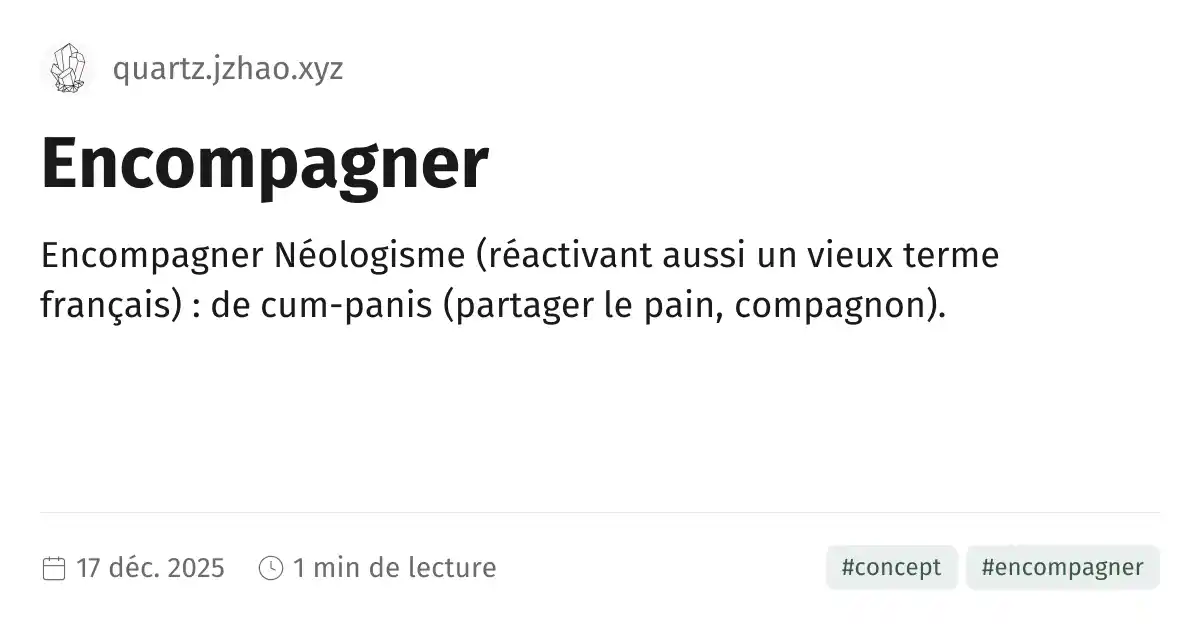 quartz.jzhao.xyz
Encompagner
Encompagner Néologisme (réactivant aussi un vieux terme
français) : de cum-panis (partager le pain, compagnon).
17 déc. 2025 1 min de lecture #concept #encompagner